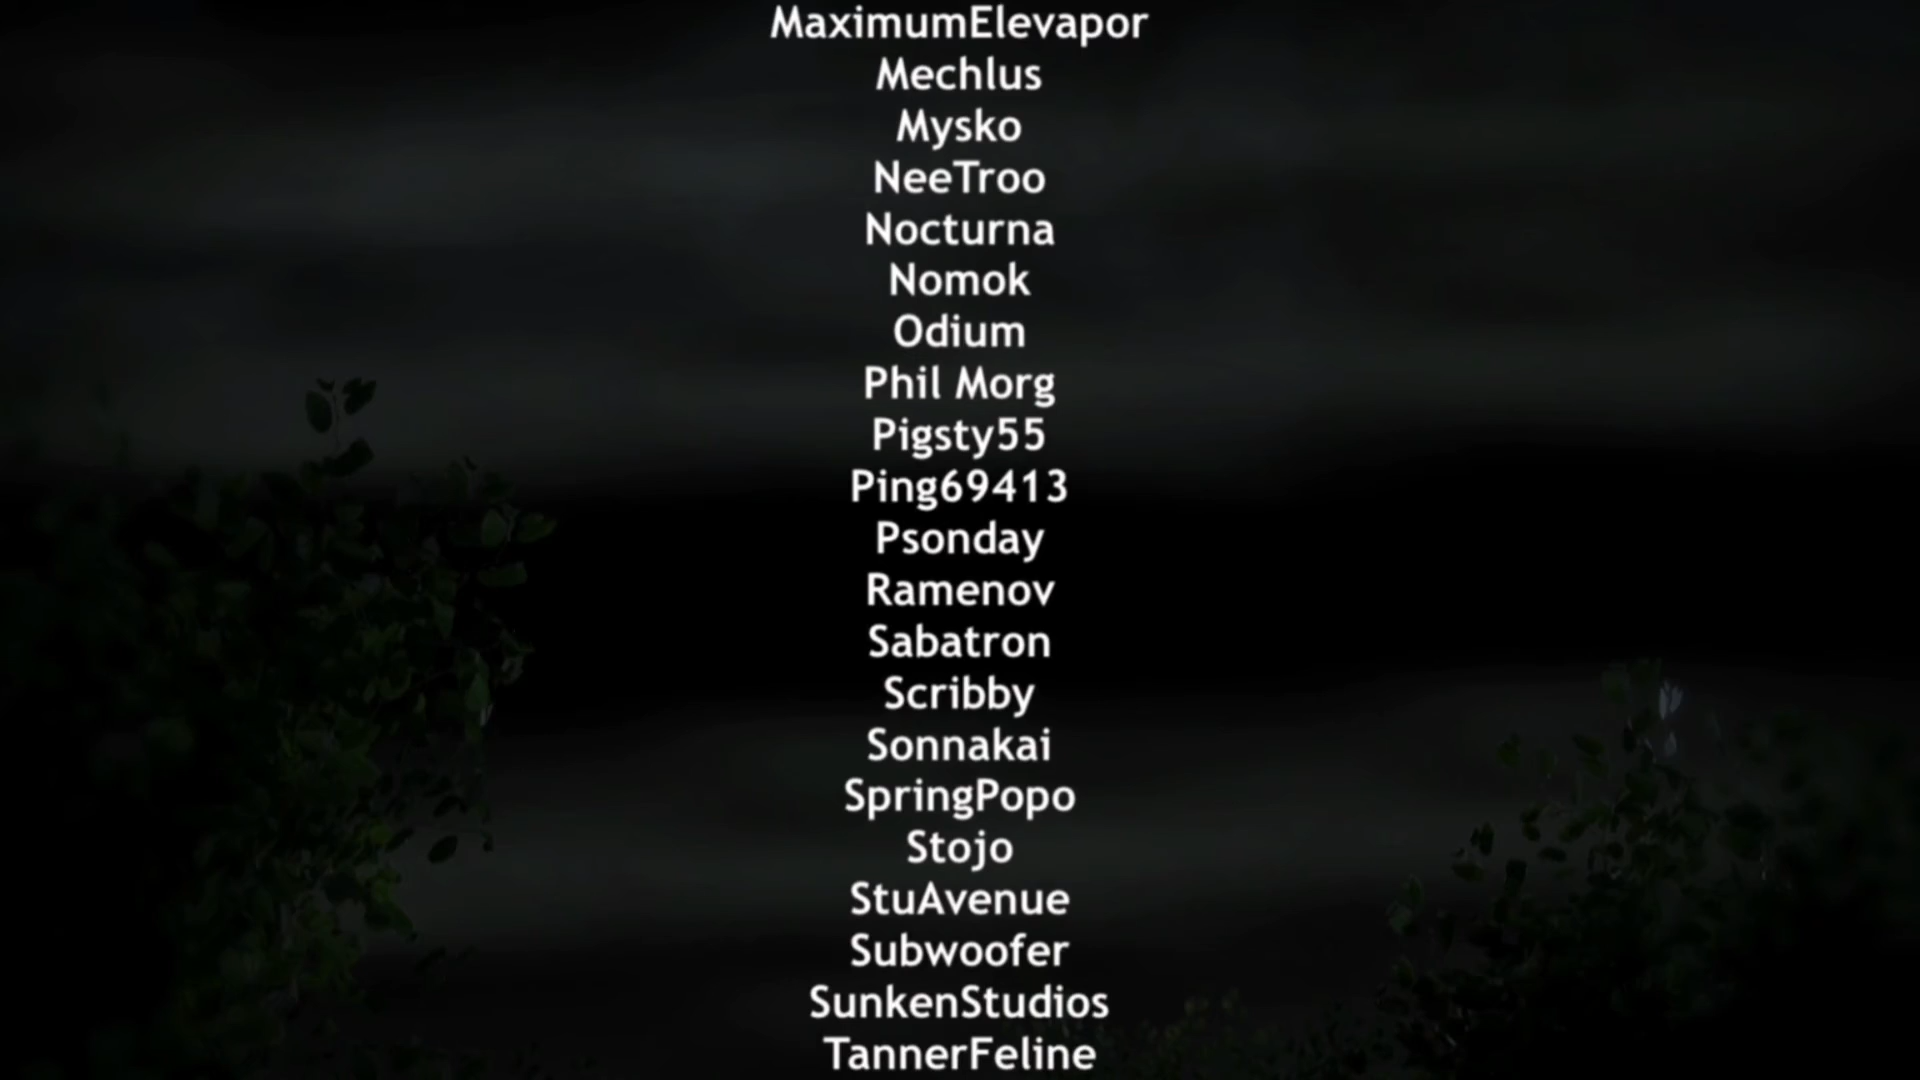 MaximumElevapor
Mechlus
Mysko
NeeTroo
Nocturna
Nomok
Odium
Phil Morg
Pigsty55
Ping69413
Psonday
Ramenov
Sabatron
Scribby
Sonnakai
SpringPopo
Stojo
StuAvenue
Subwoofer
SunkenStudios
TannerFeline